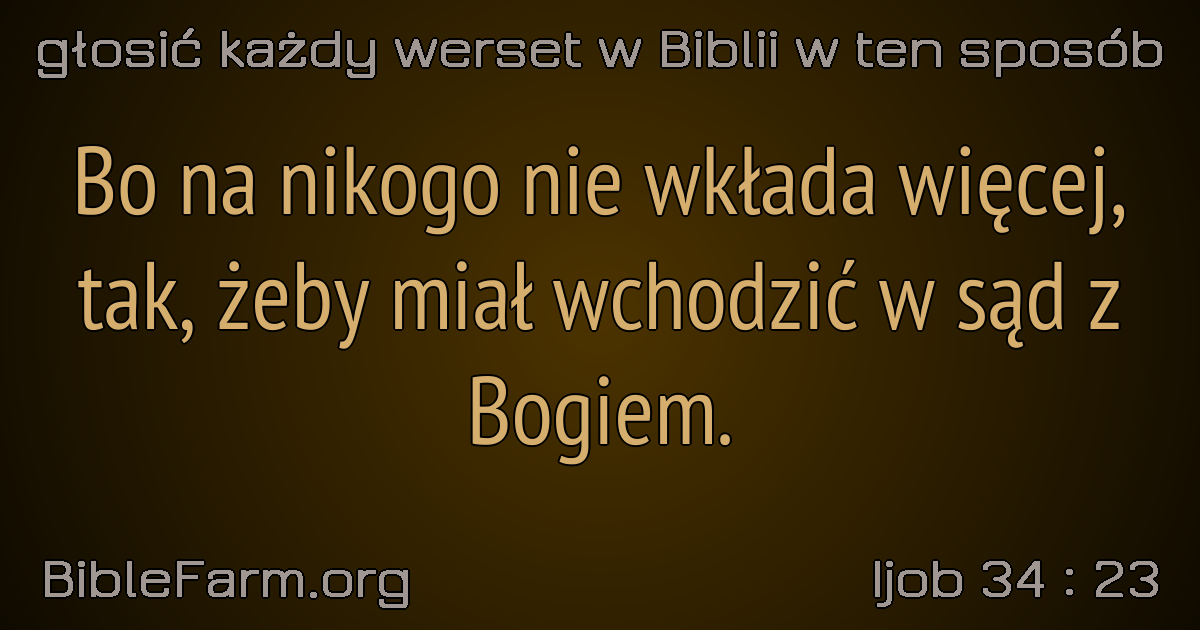 głosić każdy werset w Biblii w ten sposób
Bo na nikogo nie wkłada więcej,
tak, żeby miał wchodzić w sąd z
Bogiem.
BibleFarm.org
Ijob 34 : 23